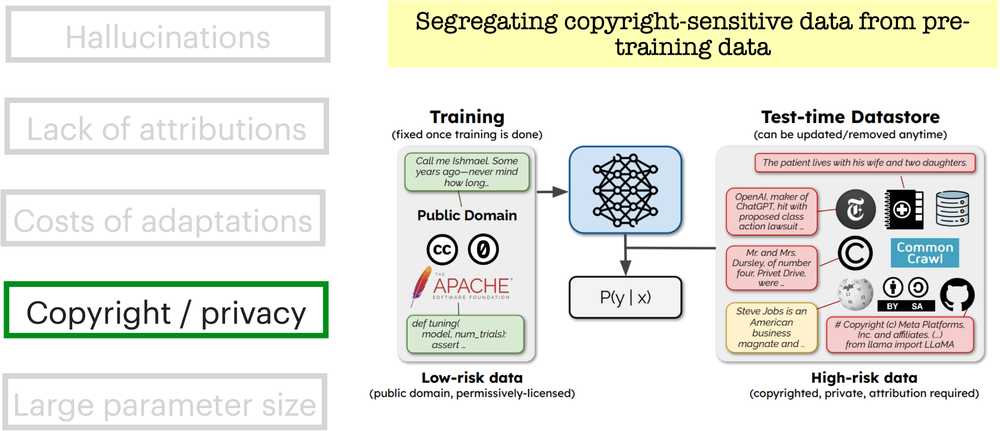 Hallucinations
Lack of attributions
Costs of adaptations
Copyright / privacy
Large parameter size
Segregating copyright-sensitive data from pre-
training data
Training
(fixed once training is done)
Call me Ishmael. Some
years ago—never mind
how long...
Public Domain
cc
0
THE
APACHE®
SOFTWARE FOUNDATION
def tuning(
model, num_trials):
assert ...
Low-risk data
(public domain, permissively-licensed)
P(y | x)
Test-time Datastore
(can be updated/removed anytime)
The patient lives with his wife and two daughters.
OpenAI, maker of
ChatGPT, hit with
proposed class
action lawsuit ...
T
Mr. and Mrs.
Dursley, of number
four, Privet Drive,
were ...
©
Common
Crawl
Steve Jobs is an
American
business
magnate and ..
BY SA
# Copyright (c) Meta Platforms,
Inc. and affiliates. (...)
from llama import LLaMA
High-risk data
(copyrighted, private, attribution required)